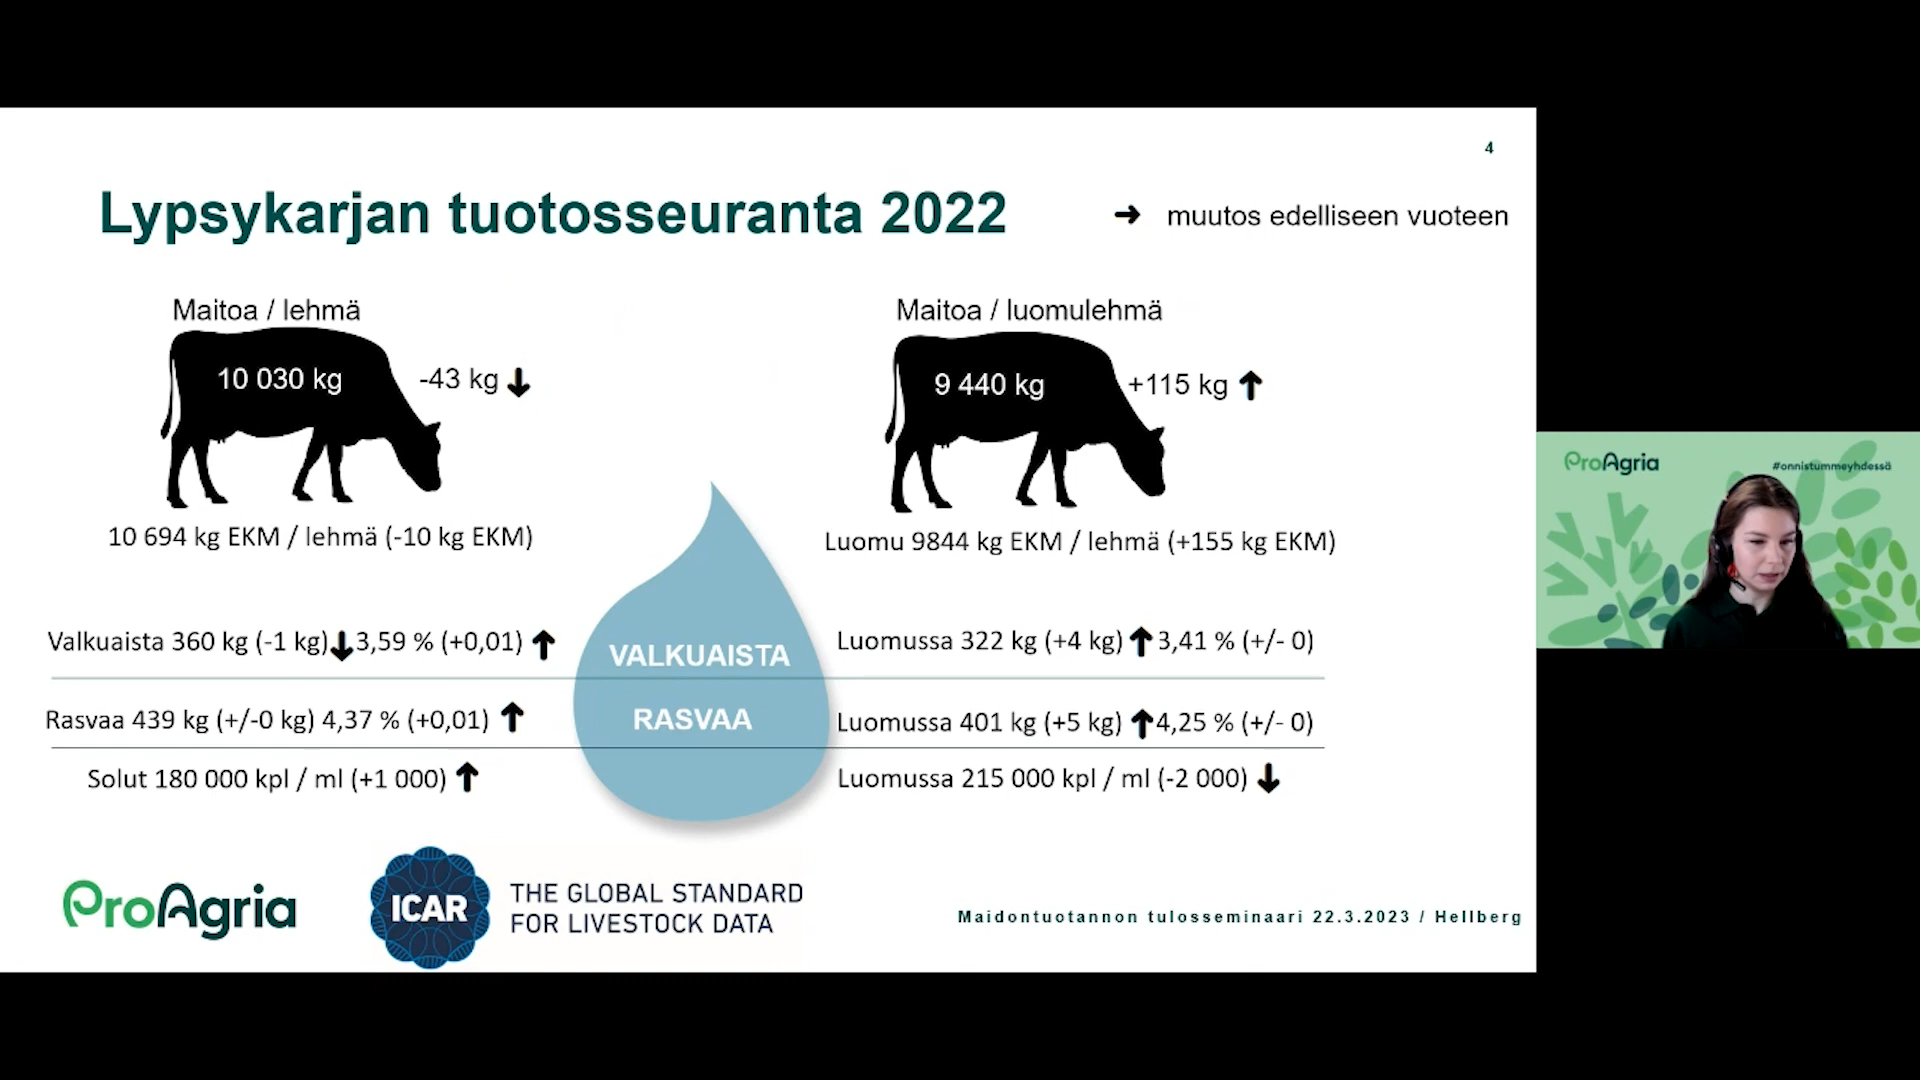 4
Lypsykarjan tuotosseuranta 2022
➔ muutos edelliseen vuoteen
Maitoa / lehmä
10 030 kg
-43 kg ↓
10 694 kg EKM / lehmä (-10 kg EKM)
Maitoa / luomulehmä
9 440 kg
+115 kg ↑
Luomu 9844 kg EKM / lehmä (+155 kg EKM)
Valkuaista 360 kg (-1 kg)↓3,59 % (+0,01) ↑
VALKUAISTA
Luomussa 322 kg (+4 kg)↑3,41 % (+/- 0)
Rasvaa 439 kg (+/-0 kg) 4,37 % (+0,01) ↑
RASVAA
Luomussa 401 kg (+5 kg) ↑4,25 % (+/- 0)
Solut 180 000 kpl / ml (+1 000) ↑
Luomussa 215 000 kpl / ml (-2 000) ↓
ProAgria
ICAR
THE GLOBAL STANDARD
FOR LIVESTOCK DATA
Maidontuotannon tulosseminaari 22.3.2023 / Hellberg
ProAgria
#onnistummeyhdessä